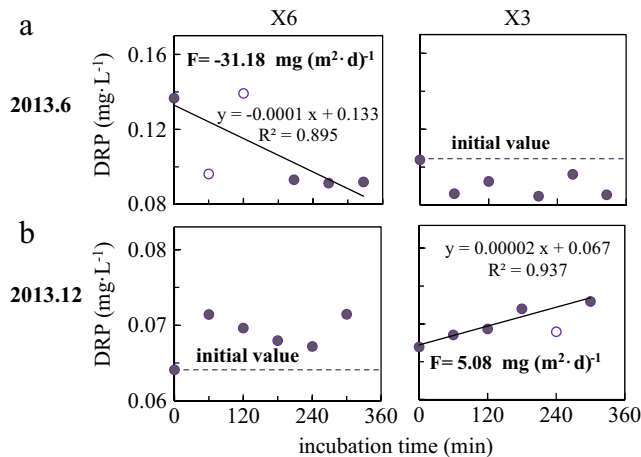 a
X6
X3
2013.6
DRP (mg·L⁻¹)
0.16
0.12
0.08
F= -31.18 mg (m²·d)⁻¹
y = -0.0001 x + 0.133
R² = 0.895
initial value
b
2013.12
DRP (mg·L⁻¹)
0.08
0.07
0.06
initial value
y = 0.00002 x + 0.067
R² = 0.937
F= 5.08 mg (m²·d)⁻¹
0 120 240 360
0 120 240 360
incubation time (min)